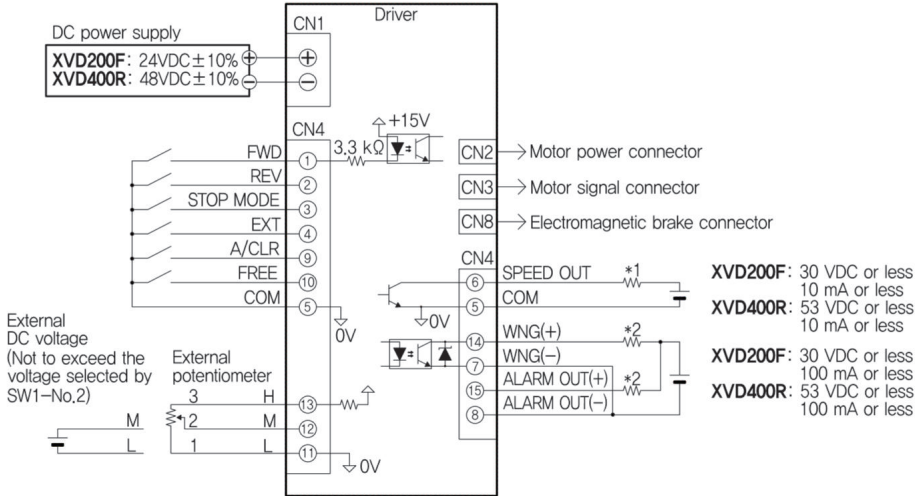 Driver
CN1
DC power supply
XVD200F: 24VDC±10% ⊕
XVD400R: 48VDC±10% ⊖
⊕
⊖
+15V
CN4
3.3 kΩ
FWD ①
REV ②
STOP MODE ③
EXT ④
A/CLR ⑨
FREE ⑩
COM ⑤
0V
CN2 → Motor power connector
CN3 → Motor signal connector
CN8 → Electromagnetic brake connector
CN4
⑥ SPEED OUT *1
⑤ COM
0V
⑭ WNG(+) *2
⑦ WNG(−)
⑮ ALARM OUT(+) *2
⑧ ALARM OUT(−)
XVD200F: 30 VDC or less
10 mA or less
XVD400R: 53 VDC or less
10 mA or less
XVD200F: 30 VDC or less
100 mA or less
XVD400R: 53 VDC or less
100 mA or less
External
DC voltage
(Not to exceed the
voltage selected by
SW1-No.2)
External
potentiometer
3 H ⑬
M 2 M ⑫
L 1 L ⑪
0V